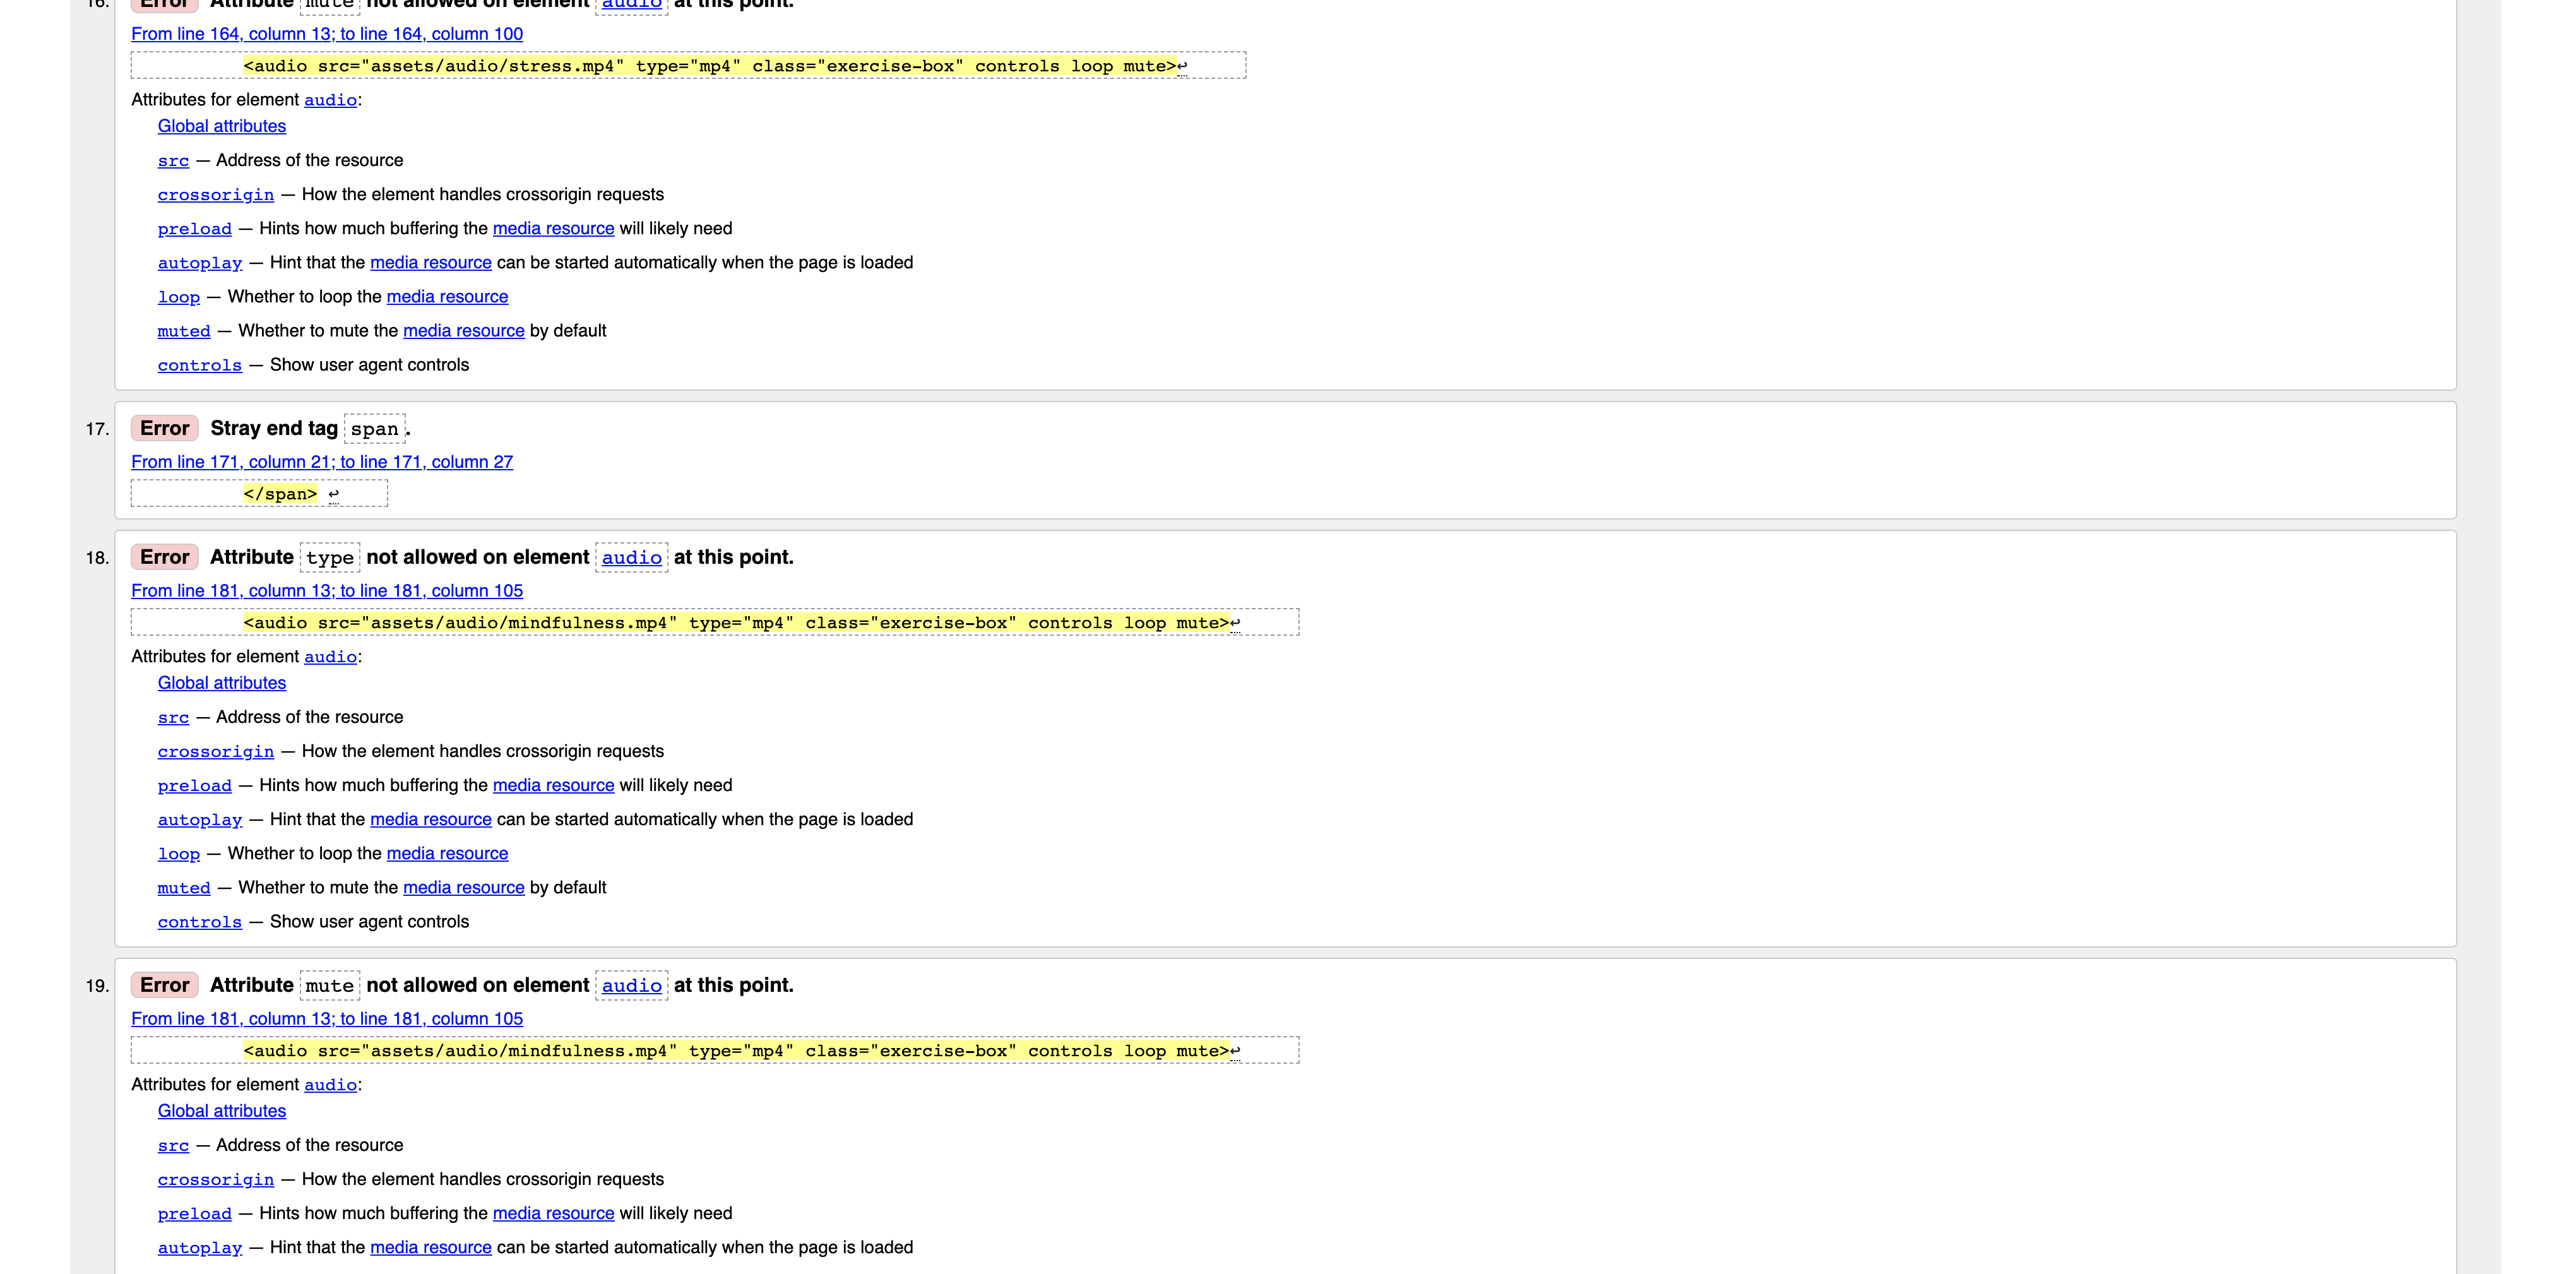 16. Error Attribute mute not allowed on element audio at this point.
From line 164, column 13; to line 164, column 100
<audio src="assets/audio/stress.mp4" type="mp4" class="exercise-box" controls loop mute>↩
Attributes for element audio:
Global attributes
src — Address of the resource
crossorigin — How the element handles crossorigin requests
preload — Hints how much buffering the media resource will likely need
autoplay — Hint that the media resource can be started automatically when the page is loaded
loop — Whether to loop the media resource
muted — Whether to mute the media resource by default
controls — Show user agent controls
17. Error Stray end tag span.
From line 171, column 21; to line 171, column 27
</span> ↩
18. Error Attribute type not allowed on element audio at this point.
From line 181, column 13; to line 181, column 105
<audio src="assets/audio/mindfulness.mp4" type="mp4" class="exercise-box" controls loop mute>↩
Attributes for element audio:
Global attributes
src — Address of the resource
crossorigin — How the element handles crossorigin requests
preload — Hints how much buffering the media resource will likely need
autoplay — Hint that the media resource can be started automatically when the page is loaded
loop — Whether to loop the media resource
muted — Whether to mute the media resource by default
controls — Show user agent controls
19. Error Attribute mute not allowed on element audio at this point.
From line 181, column 13; to line 181, column 105
<audio src="assets/audio/mindfulness.mp4" type="mp4" class="exercise-box" controls loop mute>↩
Attributes for element audio:
Global attributes
src — Address of the resource
crossorigin — How the element handles crossorigin requests
preload — Hints how much buffering the media resource will likely need
autoplay — Hint that the media resource can be started automatically when the page is loaded